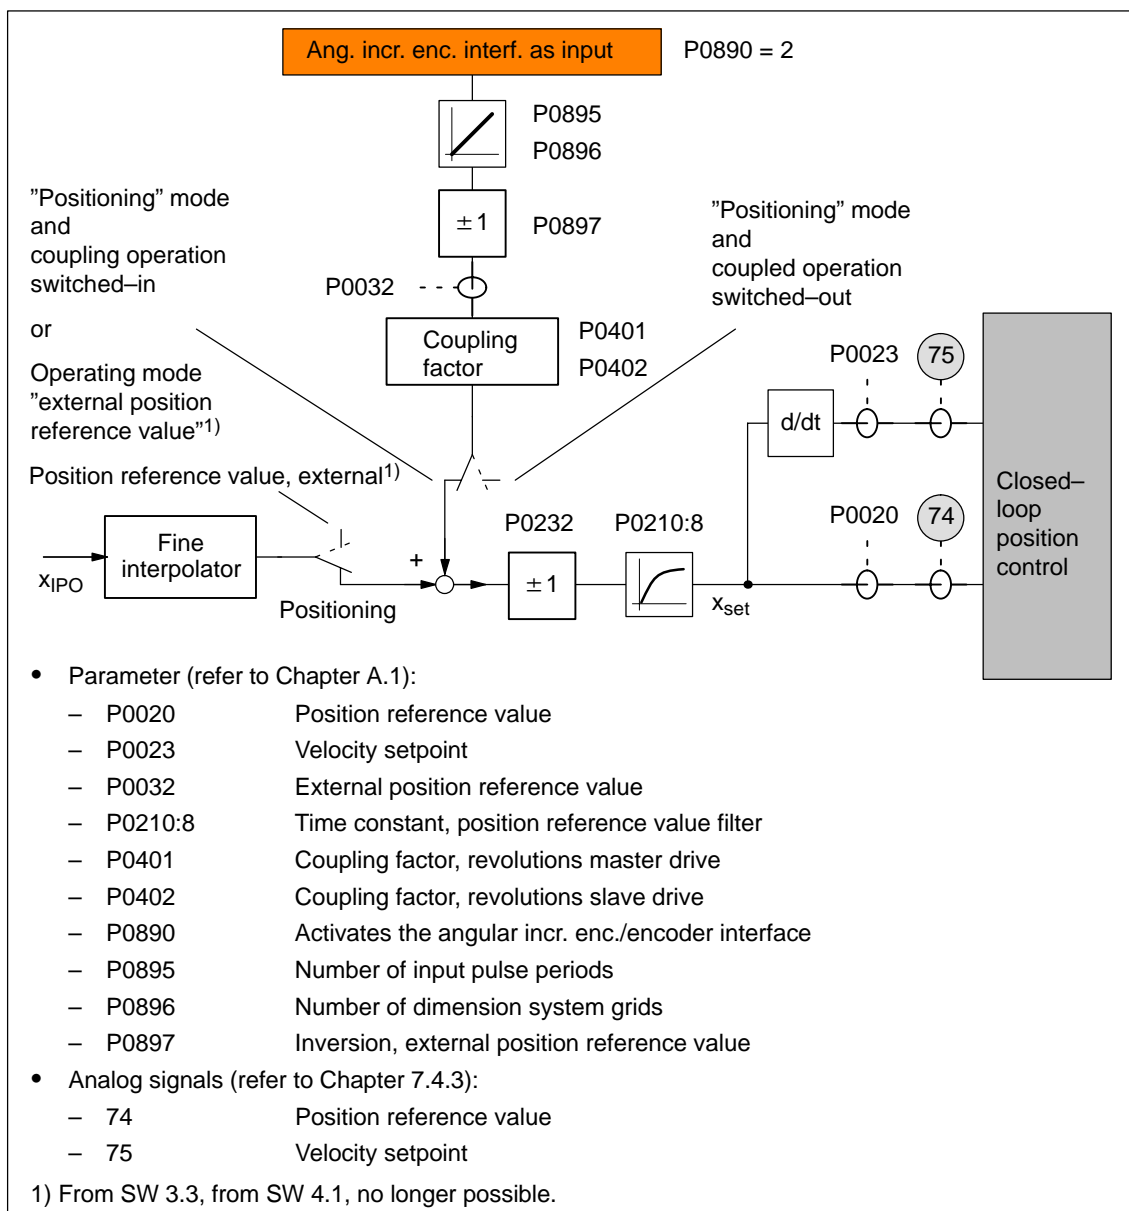 Ang. incr. enc. interf. as input
P0890 = 2
P0895
P0896
”Positioning” mode
and
coupling operation
switched–in
or
Operating mode
”external position
reference value”1)
Position reference value, external1)
±1
P0897
P0032
Coupling
factor
P0401
P0402
”Positioning” mode
and
coupled operation
switched–out
P0023
75
d/dt
Closed–
loop
position
control
xIPO
Fine
interpolator
Positioning
+
P0232
±1
P0210:8
xset
P0020
74
• Parameter (refer to Chapter A.1):
– P0020 Position reference value
– P0023 Velocity setpoint
– P0032 External position reference value
– P0210:8 Time constant, position reference value filter
– P0401 Coupling factor, revolutions master drive
– P0402 Coupling factor, revolutions slave drive
– P0890 Activates the angular incr. enc./encoder interface
– P0895 Number of input pulse periods
– P0896 Number of dimension system grids
– P0897 Inversion, external position reference value
• Analog signals (refer to Chapter 7.4.3):
– 74 Position reference value
– 75 Velocity setpoint
1) From SW 3.3, from SW 4.1, no longer possible.